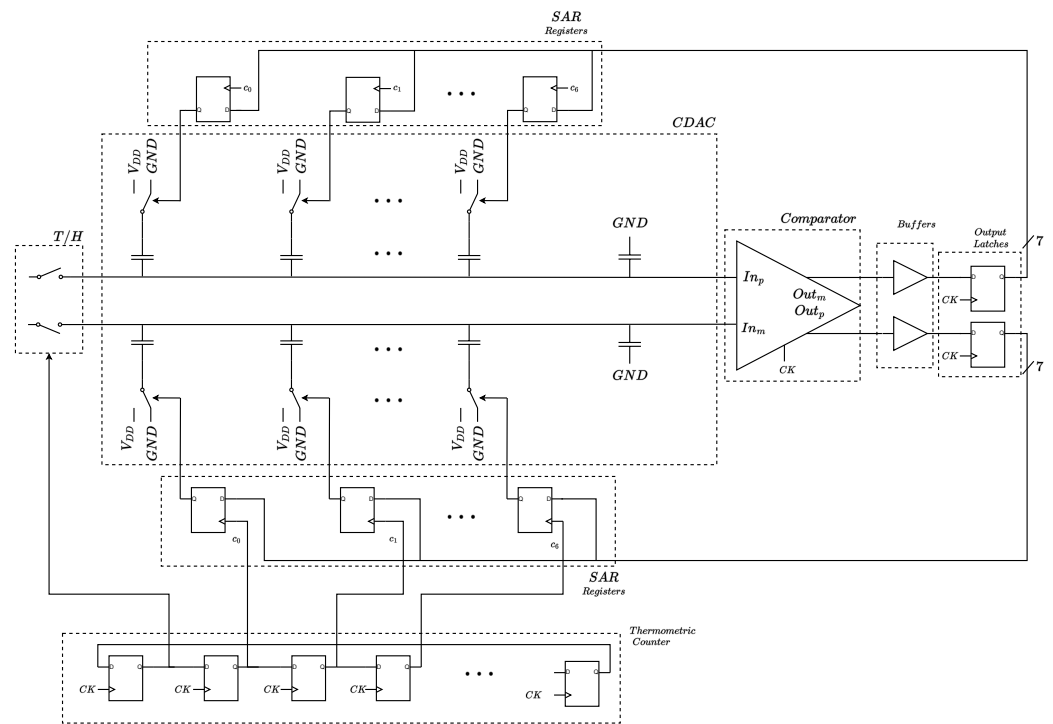 SAR
Registers
c0
Q D
c1
Q D
c6
Q D
CDAC
VDD GND
VDD GND
VDD GND
T/H
GND
Comparator
Buffers
Output
Latches
7
Inp
Outm
Outp
Inm
CK
D Q
CK
D Q
CK
7
GND
VDD GND
VDD GND
VDD GND
Q D
c0
Q D
c1
Q D
c6
SAR
Registers
Thermometric
Counter
D Q
CK
D Q
CK
D Q
CK
D Q
CK
D Q
CK